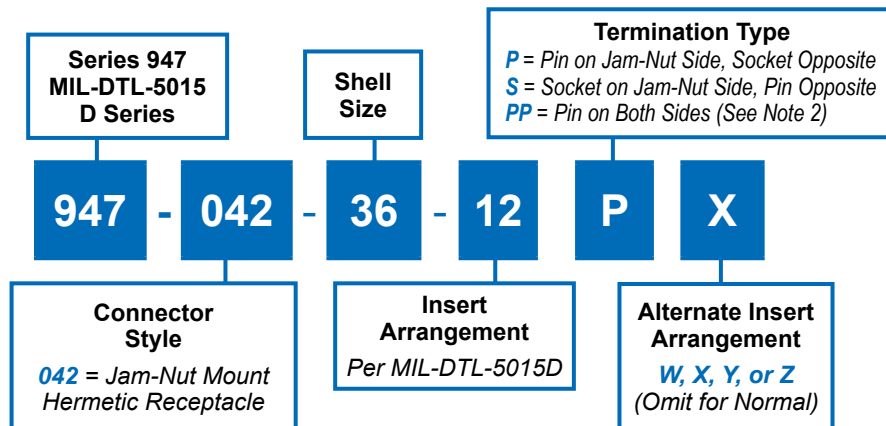 Series 947
MIL-DTL-5015
D Series
Shell
Size
Termination Type
P = Pin on Jam-Nut Side, Socket Opposite
S = Socket on Jam-Nut Side, Pin Opposite
PP = Pin on Both Sides (See Note 2)
947 - 042 - 36 - 12 P X
Connector
Style
042 = Jam-Nut Mount
Hermetic Receptacle
Insert
Arrangement
Per MIL-DTL-5015D
Alternate Insert
Arrangement
W, X, Y, or Z
(Omit for Normal)